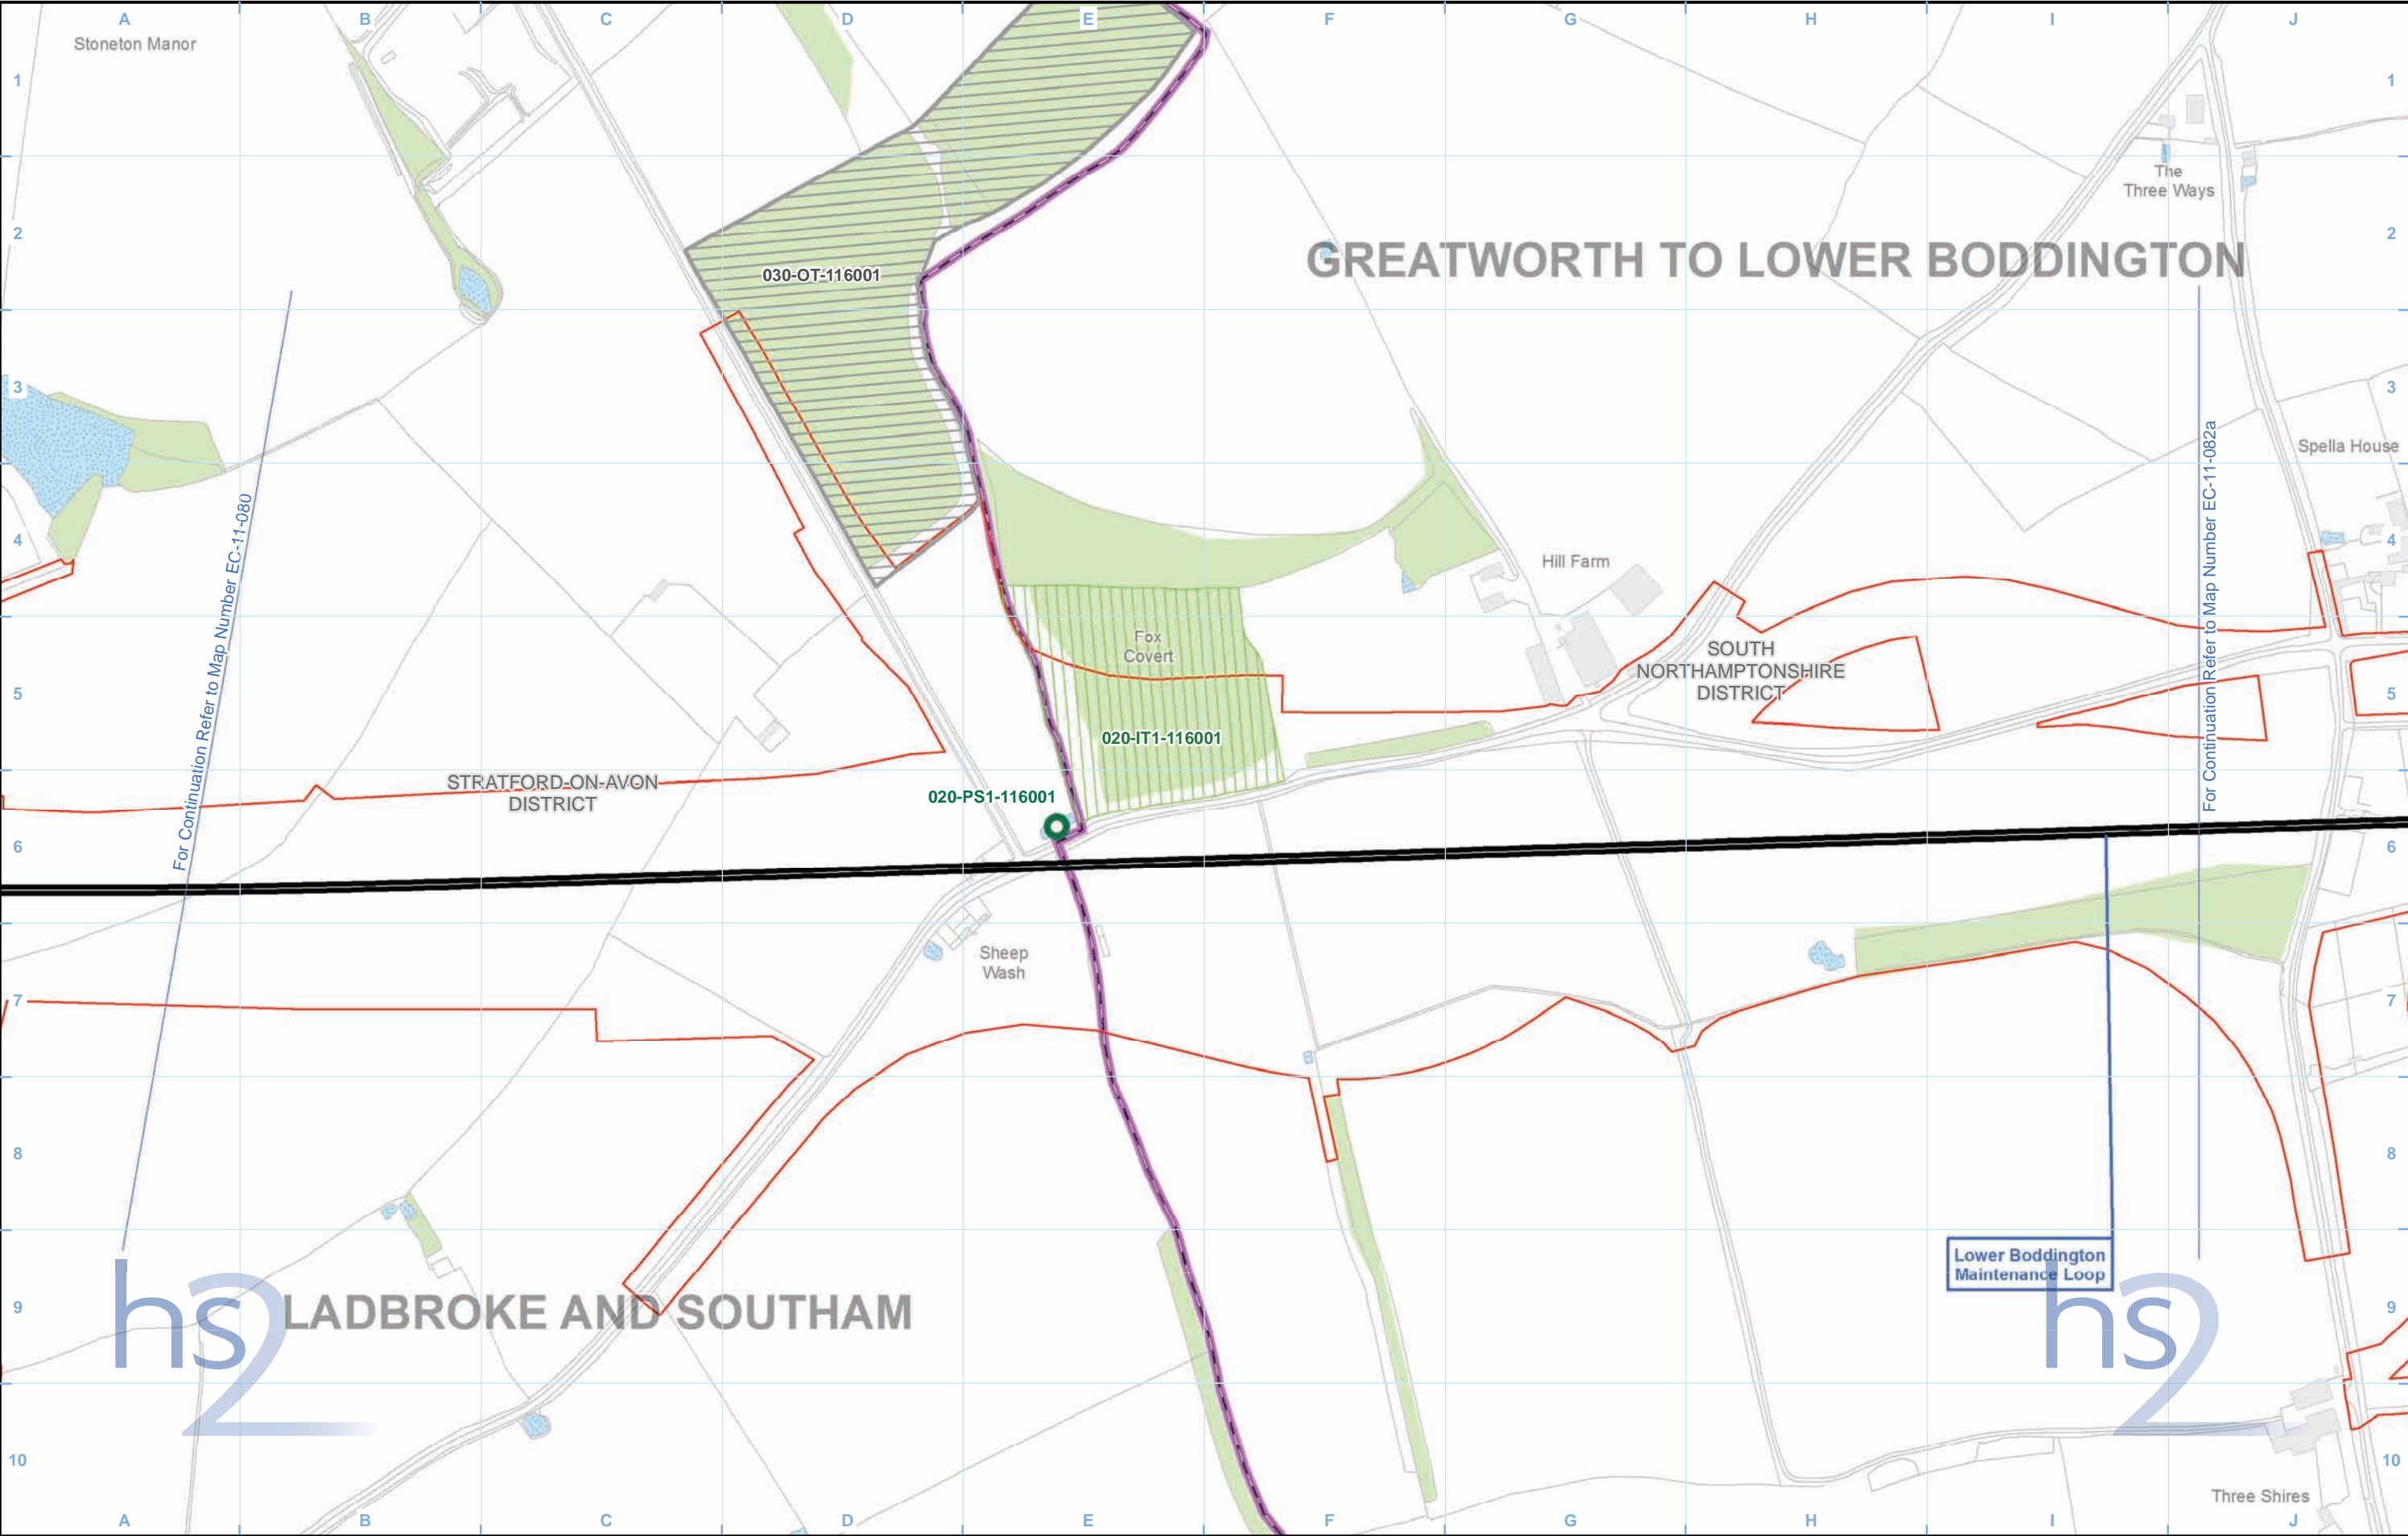 A B C D E F G H I J
Stoneton Manor
1 1
The
Three Ways
2 2
GREATWORTH TO LOWER BODDINGTON
030-OT-116001
3 3
Spella House
For Continuation Refer to Map Number EC-11-080
For Continuation Refer to Map Number EC-11-082a
4 4
Hill Farm
Fox
Covert
SOUTH
NORTHAMPTONSHIRE
DISTRICT
5 5
020-IT1-116001
STRATFORD-ON-AVON
DISTRICT
020-PS1-116001
6 6
Sheep
Wash
7 7
8 8
Lower Boddington
Maintenance Loop
9 9
LADBROKE AND SOUTHAM
hs2
hs2
10 10
Three Shires
A B C D E F G H I J